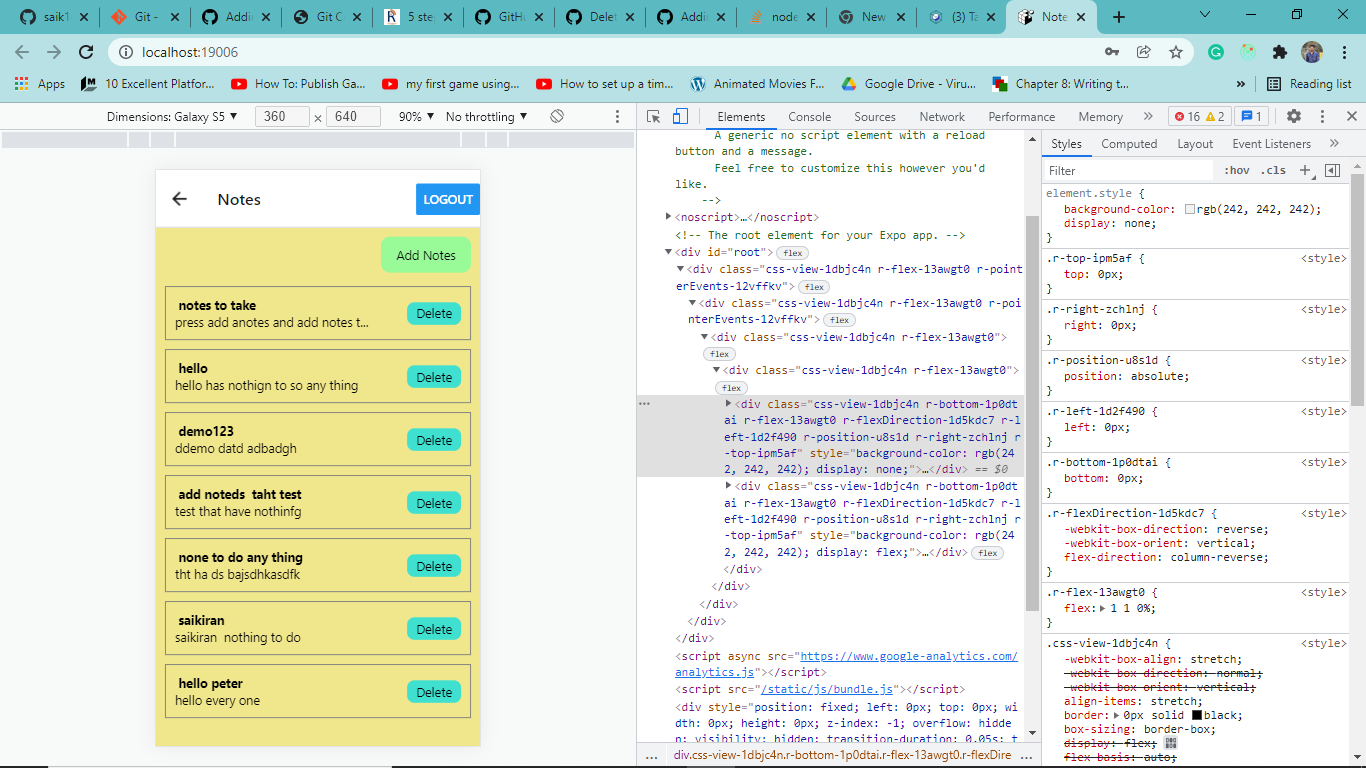 saik1
Git -
Addin
Git C
5 step
GitHu
Delet
Addin
node
New
(3) Ta
Note
localhost:19006
Apps
10 Excellent Platfor...
How To: Publish Ga...
my first game using...
How to set up a tim...
Animated Movies F...
Google Drive - Viru...
Chapter 8: Writing t...
»
Reading list
Dimensions: Galaxy S5 ▼
360 × 640
90% ▼
No throttling ▼
Notes
LOGOUT
Add Notes
notes to take
press add anotes and add notes t...
Delete
hello
hello has nothign to so any thing
Delete
demo123
ddemo datd adbadgh
Delete
add noteds  taht test
test that have nothinfg
Delete
none to do any thing
tht ha ds bajsdhkasdfk
Delete
saikiran
saikiran  nothing to do
Delete
hello peter
hello every one
Delete
Elements
Console
Sources
Network
Performance
Memory
»
16
2
1
A generic no script element with a reload
button and a message.
Feel free to customize this however you'd
like.
-->
<noscript>…</noscript>
<!-- The root element for your Expo app. -->
<div id="root"> flex
<div class="css-view-1dbjc4n r-flex-13awgt0 r-point
erEvents-12vffkv"> flex
<div class="css-view-1dbjc4n r-flex-13awgt0 r-poi
nterEvents-12vffkv"> flex
<div class="css-view-1dbjc4n r-flex-13awgt0">
flex
<div class="css-view-1dbjc4n r-flex-13awgt0">
flex
<div class="css-view-1dbjc4n r-bottom-1p0dt
ai r-flex-13awgt0 r-flexDirection-1d5kdc7 r-l
eft-1d2f490 r-position-u8s1d r-right-zchlnj r
-top-ipm5af" style="background-color: rgb(24
2, 242, 242); display: none;">…</div> == $0
<div class="css-view-1dbjc4n r-bottom-1p0dt
ai r-flex-13awgt0 r-flexDirection-1d5kdc7 r-l
eft-1d2f490 r-position-u8s1d r-right-zchlnj r
-top-ipm5af" style="background-color: rgb(24
2, 242, 242); display: flex;">…</div> flex
</div>
</div>
</div>
</div>
</div>
<script async src="https://www.google-analytics.com/
analytics.js"></script>
<script src="/static/js/bundle.js"></script>
<div style="position: fixed; left: 0px; top: 0px; wi
dth: 0px; height: 0px; z-index: -1; overflow: hidde
n; visibility: hidden; transition-duration: 0.05s; t
... div.css-view-1dbjc4n.r-bottom-1p0dtai.r-flex-13awgt0.r-flexDire ...
Styles
Computed
Layout
Event Listeners
»
Filter
:hov .cls +
element.style {
background-color: rgb(242, 242, 242);
display: none;
}
.r-top-ipm5af { <style>
top: 0px;
}
.r-right-zchlnj { <style>
right: 0px;
}
.r-position-u8s1d { <style>
position: absolute;
}
.r-left-1d2f490 { <style>
left: 0px;
}
.r-bottom-1p0dtai { <style>
bottom: 0px;
}
.r-flexDirection-1d5kdc7 { <style>
-webkit-box-direction: reverse;
-webkit-box-orient: vertical;
flex-direction: column-reverse;
}
.r-flex-13awgt0 { <style>
flex: 1 1 0%;
}
.css-view-1dbjc4n { <style>
-webkit-box-align: stretch;
-webkit-box-direction: normal;
-webkit-box-orient: vertical;
align-items: stretch;
border: 0px solid black;
box-sizing: border-box;
display: flex;
flex-basis: auto;